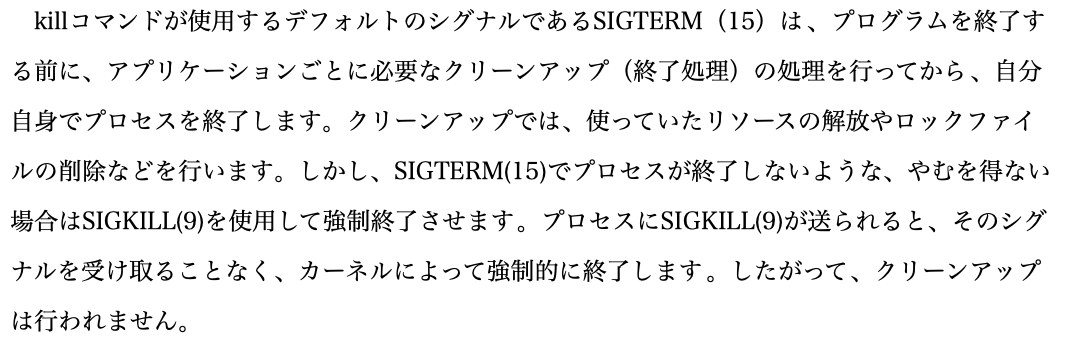 killコマンドが使用するデフォルトのシグナルであるSIGTERM（15）は、プログラムを終了す
る前に、アプリケーションごとに必要なクリーンアップ（終了処理）の処理を行ってから、自分
自身でプロセスを終了します。クリーンアップでは、使っていたリソースの解放やロックファイ
ルの削除などを行います。しかし、SIGTERM(15)でプロセスが終了しないような、やむを得ない
場合はSIGKILL(9)を使用して強制終了させます。プロセスにSIGKILL(9)が送られると、そのシグ
ナルを受け取ることなく、カーネルによって強制的に終了します。したがって、クリーンアップ
は行われません。